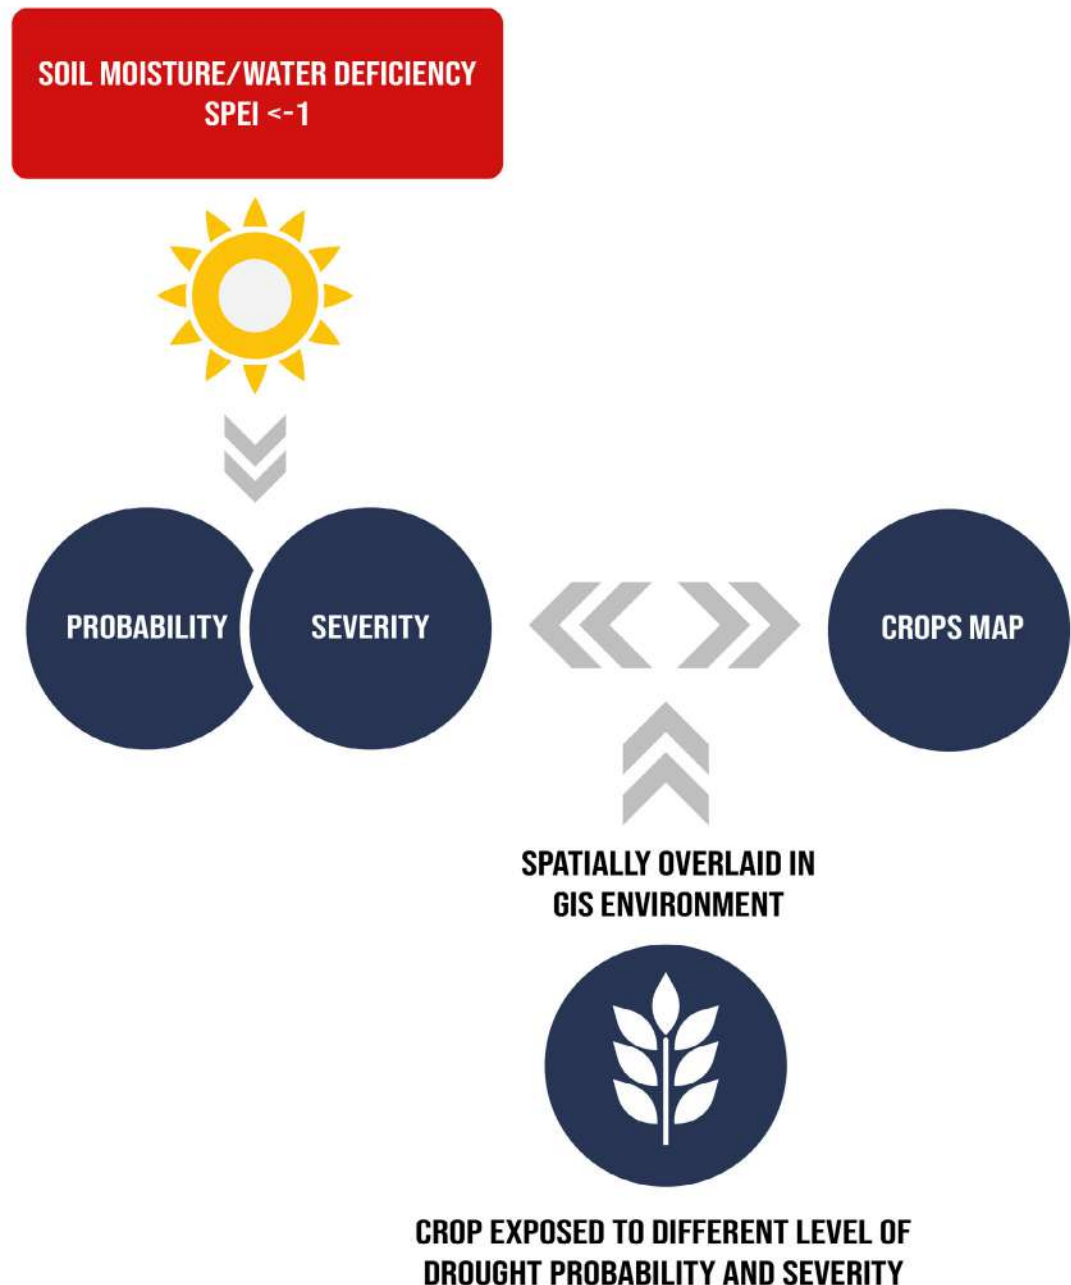 SOIL MOISTURE/WATER DEFICIENCY
SPEI <-1
PROBABILITY
SEVERITY
CROPS MAP
SPATIALLY OVERLAID IN
GIS ENVIRONMENT
CROP EXPOSED TO DIFFERENT LEVEL OF
DROUGHT PROBABILITY AND SEVERITY